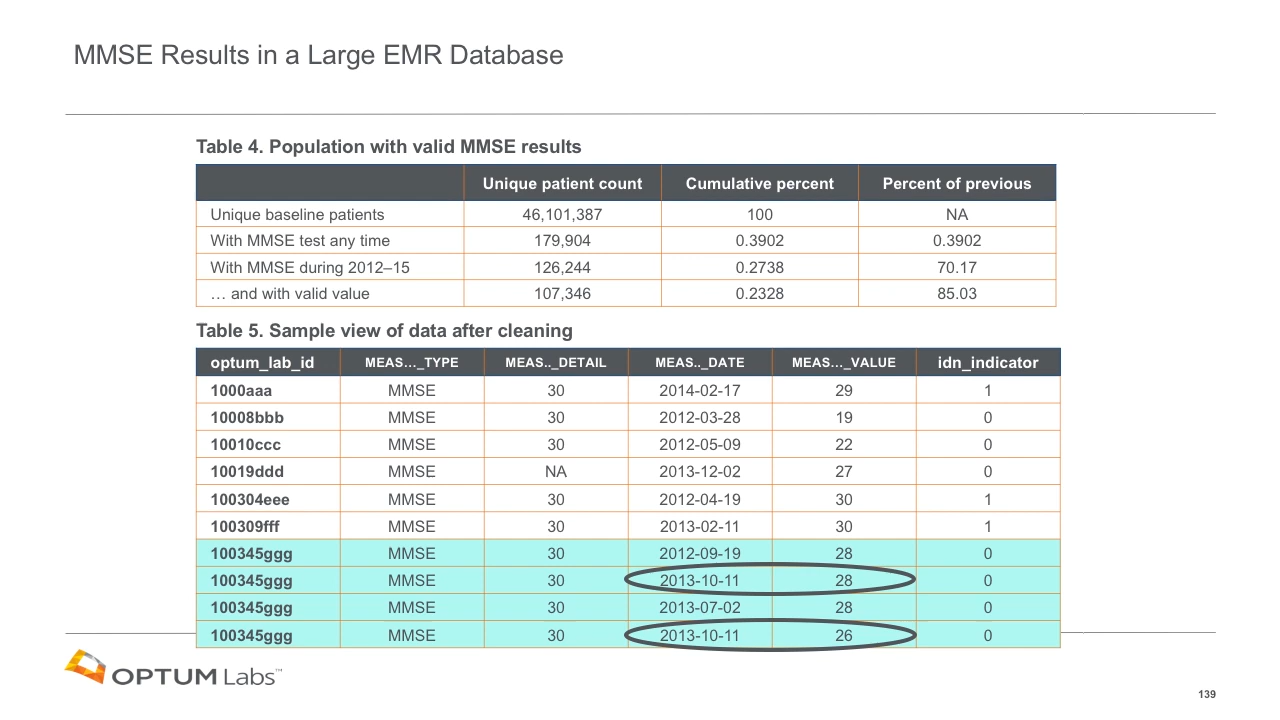 MMSE Results in a Large EMR Database
Table 4. Population with valid MMSE results
Unique patient count Cumulative percent Percent of previous
Unique baseline patients 46,101,387 100 NA
With MMSE test any time 179,904 0.3902 0.3902
With MMSE during 2012–15 126,244 0.2738 70.17
… and with valid value 107,346 0.2328 85.03
Table 5. Sample view of data after cleaning
optum_lab_id MEAS…_TYPE MEAS.._DETAIL MEAS.._DATE MEAS…_VALUE idn_indicator
1000aaa MMSE 30 2014-02-17 29 1
10008bbb MMSE 30 2012-03-28 19 0
10010ccc MMSE 30 2012-05-09 22 0
10019ddd MMSE NA 2013-12-02 27 0
100304eee MMSE 30 2012-04-19 30 1
100309fff MMSE 30 2013-02-11 30 1
100345ggg MMSE 30 2012-09-19 28 0
100345ggg MMSE 30 2013-10-11 28 0
100345ggg MMSE 30 2013-07-02 28 0
100345ggg MMSE 30 2013-10-11 26 0
OPTUM Labs™
139